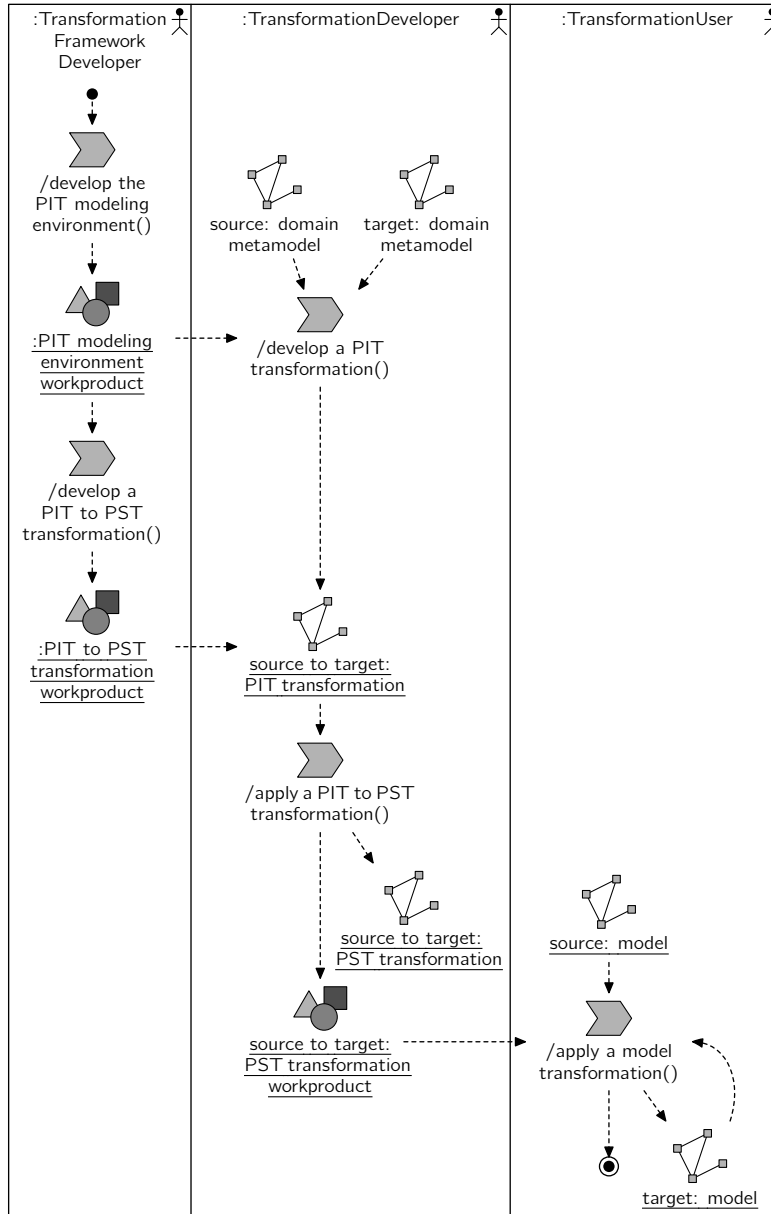 :Transformation
Framework
Developer
/develop the
PIT modeling
environment()
:PIT modeling
environment
workproduct
/develop a
PIT to PST
transformation()
:PIT to PST
transformation
workproduct
:TransformationDeveloper
source: domain
metamodel
target: domain
metamodel
/develop a PIT
transformation()
source to target:
PIT transformation
/apply a PIT to PST
transformation()
source to target:
PST transformation
source to target:
PST transformation
workproduct
:TransformationUser
source: model
/apply a model
transformation()
target: model